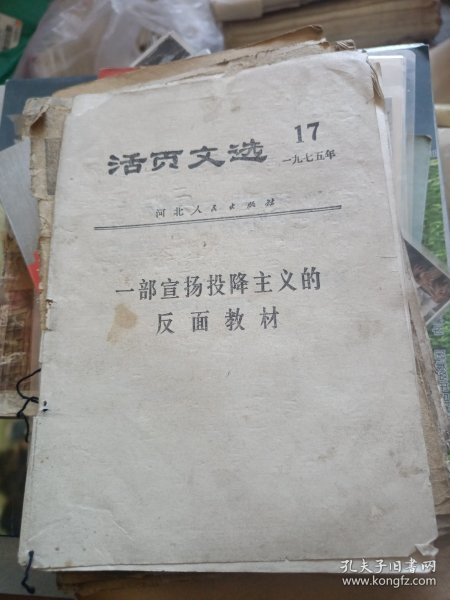 活页文选
17
一九七五年
河北人民出版社
一部宣扬投降主义的
反面教材
孔夫子旧书网
www.kongfz.com